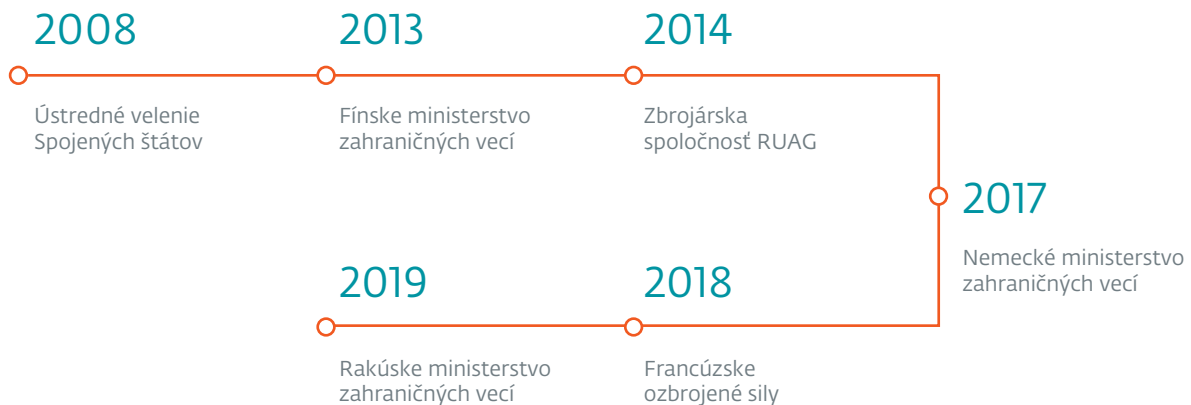 2008
Ústredné velenie
Spojených štátov
2013
Fínske ministerstvo
zahraničných vecí
2014
Zbrojárska
spoločnosť RUAG
2017
Nemecké ministerstvo
zahraničných vecí
2018
Francúzske
ozbrojené sily
2019
Rakúske ministerstvo
zahraničných vecí